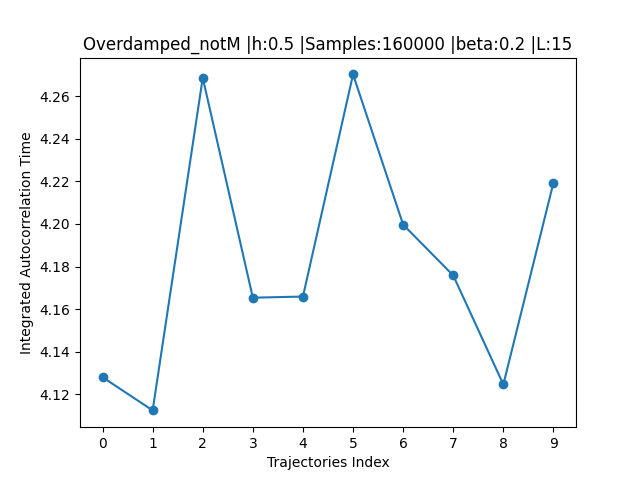 Overdamped_notM |h:0.5 |Samples:160000 |beta:0.2 |L:15
Integrated Autocorrelation Time
4.26
4.24
4.22
4.20
4.18
4.16
4.14
4.12
0 1 2 3 4 5 6 7 8 9
Trajectories Index